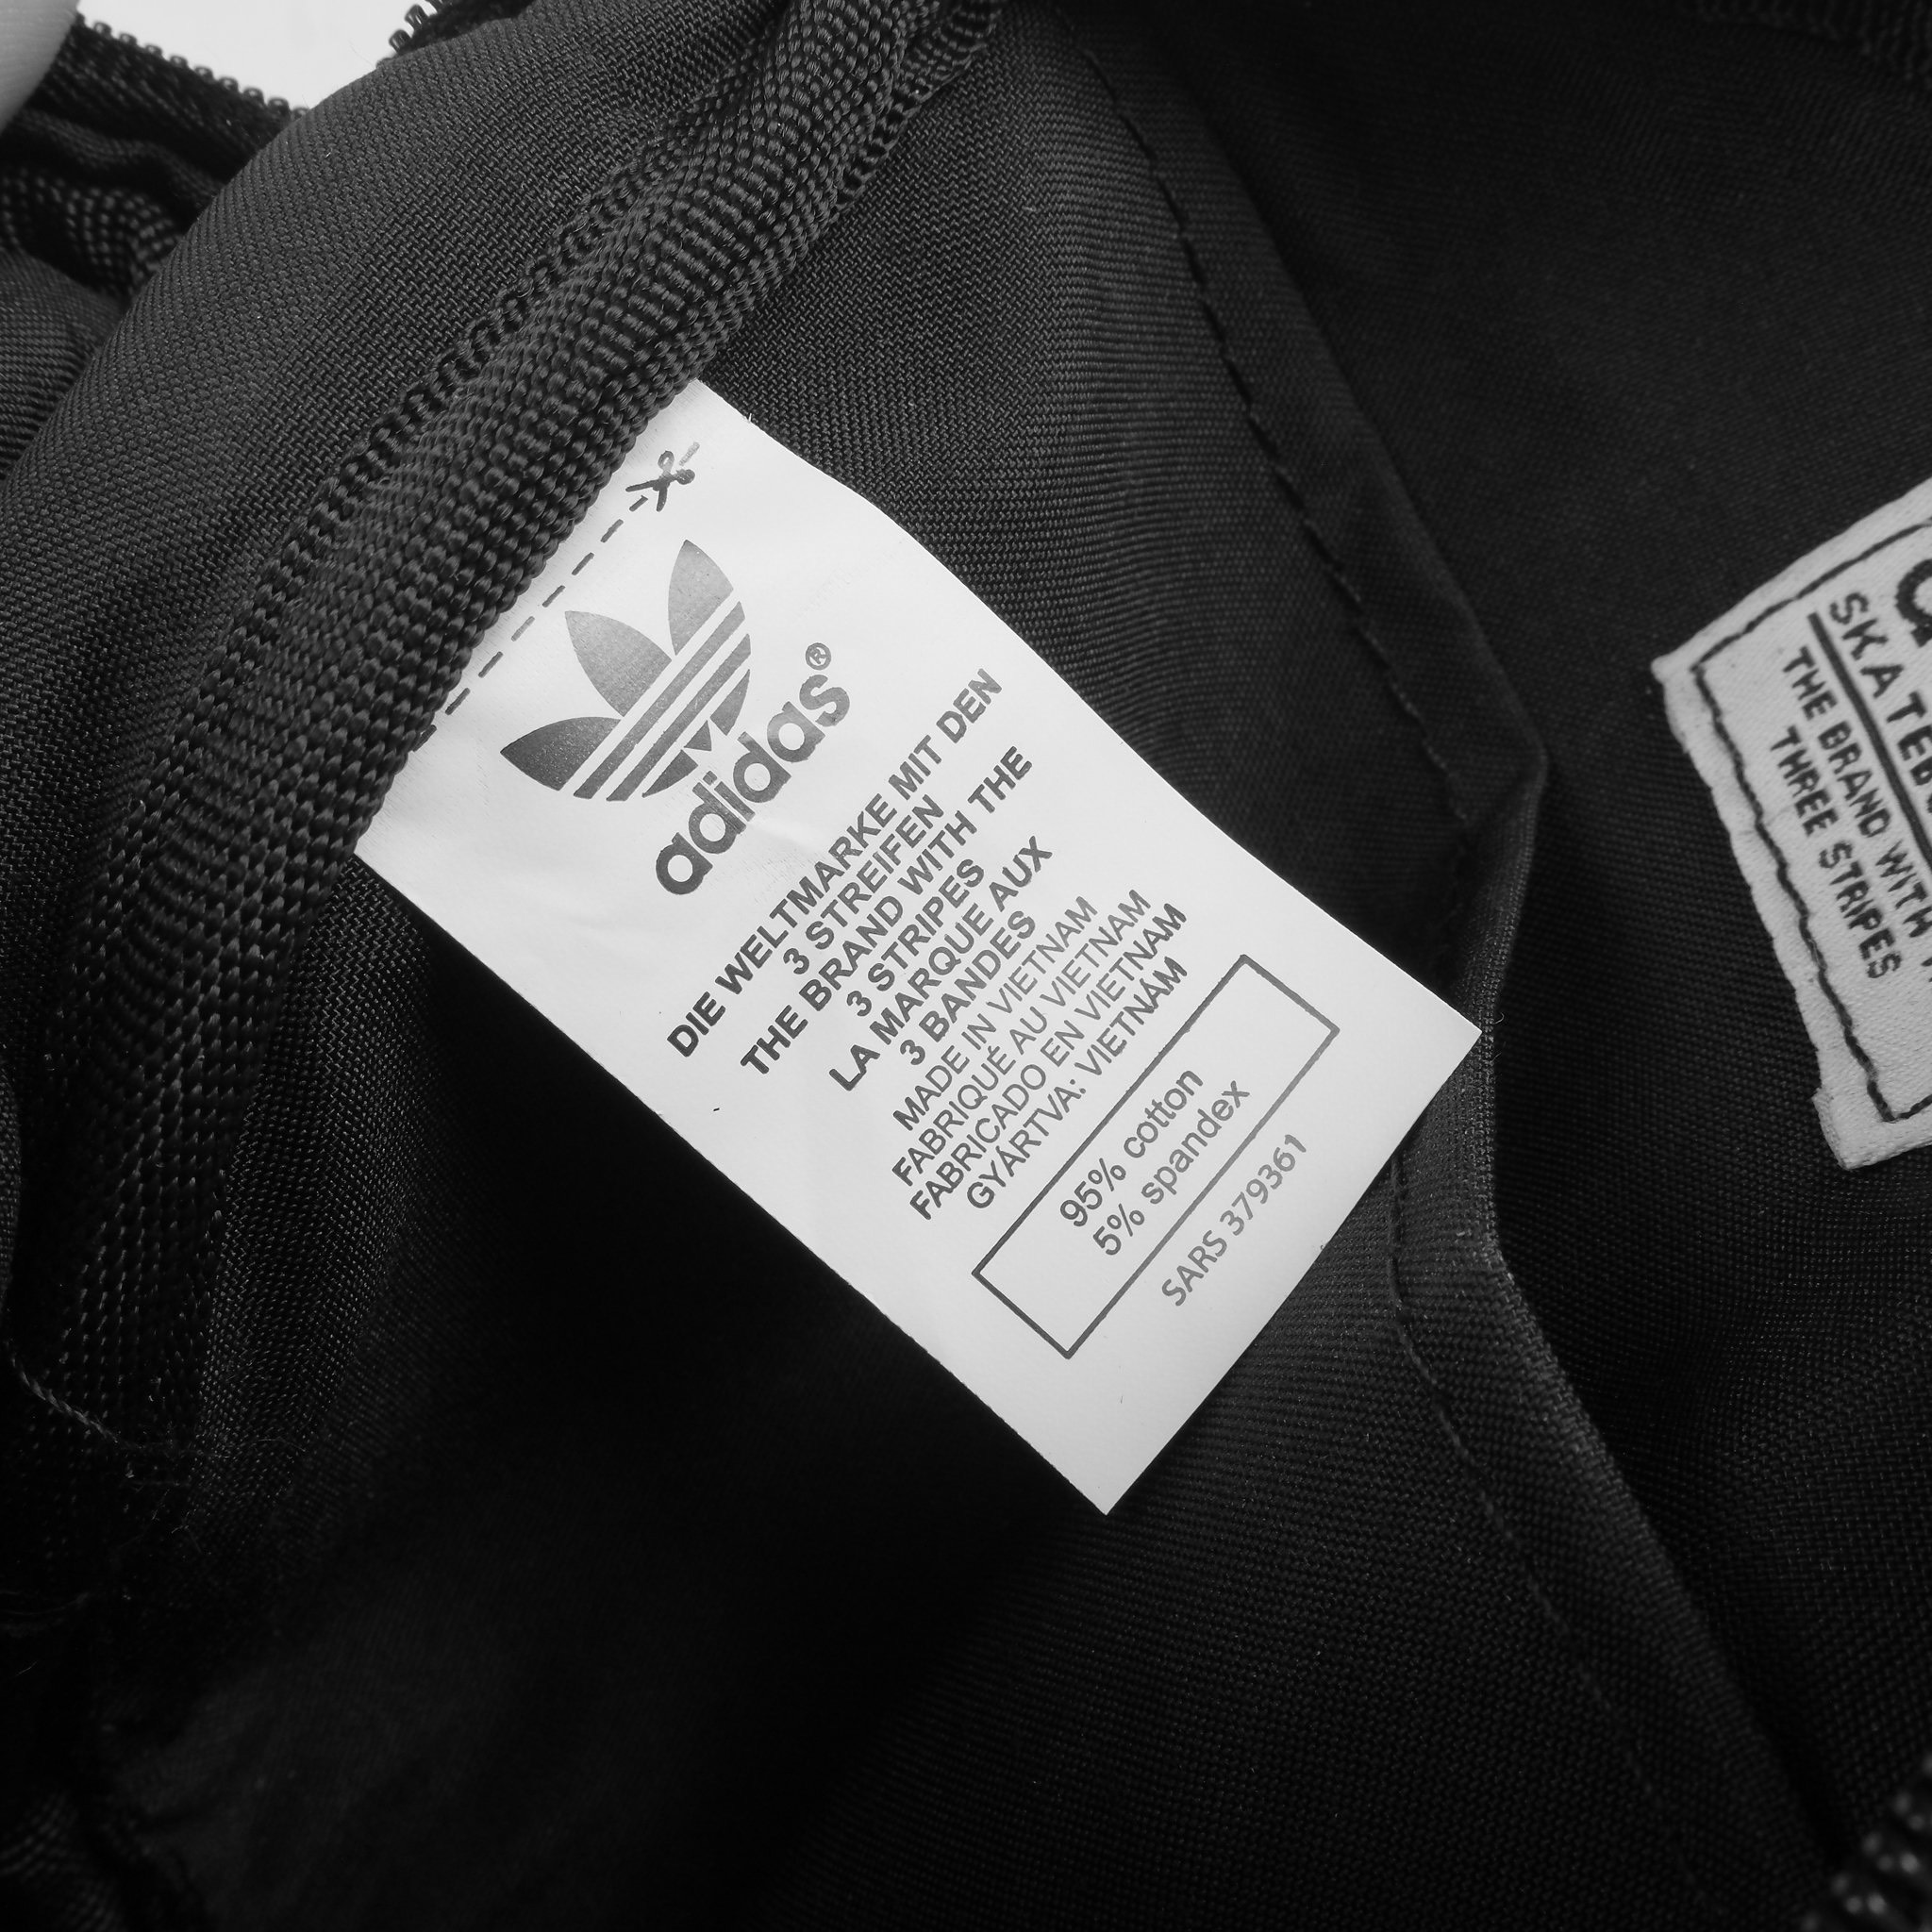 adidas®
DIE WELTMARKE MIT DEN
3 STREIFEN
THE BRAND WITH THE
3 STRIPES
LA MARQUE AUX
3 BANDES
MADE IN VIETNAM
FABRIQUÉ AU VIETNAM
FABRICADO EN VIETNAM
GYÁRTVA: VIETNÁM
95% cotton
5% spandex
SARS 379361
THE BRAND WITH
THREE STRIPES